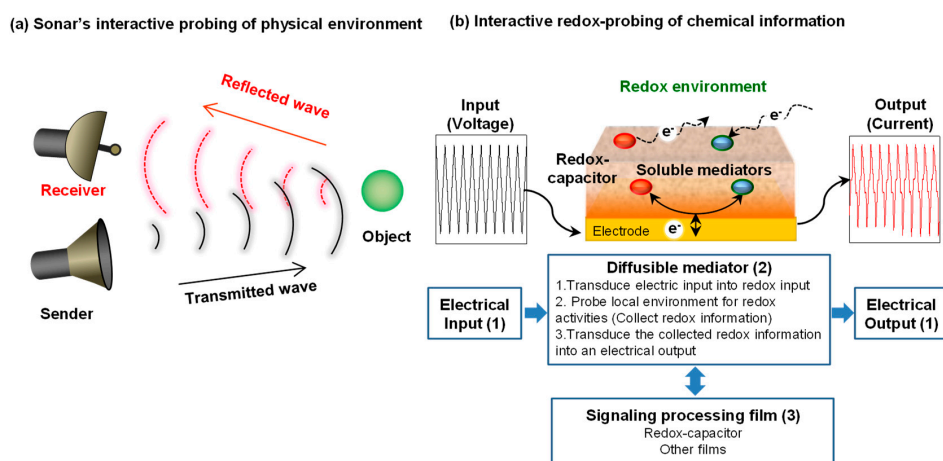 (a) Sonar's interactive probing of physical environment
Reflected wave
Receiver
Object
Transmitted wave
Sender
(b) Interactive redox-probing of chemical information
Redox environment
Input
(Voltage)
Output
(Current)
e-
e-
Redox-
capacitor
Soluble mediators
Electrode
e-
Electrical
Input (1)
Diffusible mediator (2)
1.Transduce electric input into redox input
2. Probe local environment for redox
activities (Collect redox information)
3.Transduce the collected redox information
into an electrical output
Electrical
Output (1)
Signaling processing film (3)
Redox-capacitor
Other films